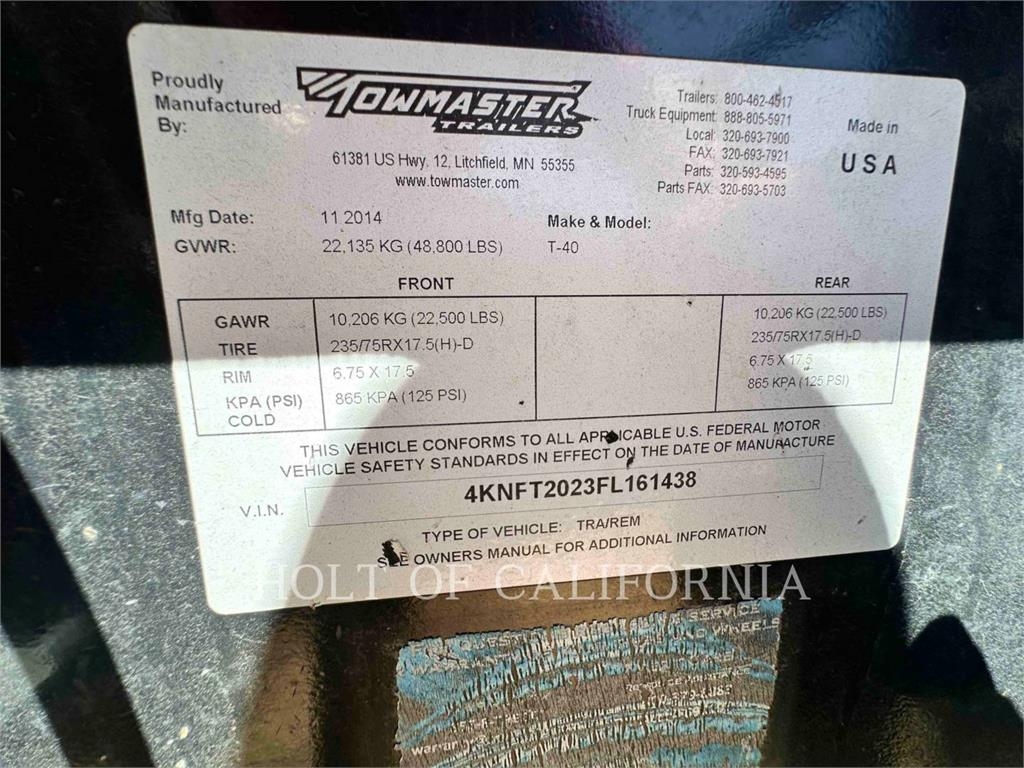 Proudly
Manufactured
By:
TOWMASTER
TRAILERS
61381 US Hwy. 12, Litchfield, MN 55355
www.towmaster.com
Trailers: 800-462-4517
Truck Equipment: 888-805-5971
Local: 320-693-7900
FAX: 320-693-7921
Parts: 320-593-4595
Parts FAX: 320-693-5703
Made in
USA
Mfg Date: 11 2014
Make & Model:
GVWR: 22,135 KG (48,800 LBS) T-40
FRONT REAR
GAWR 10,206 KG (22,500 LBS) 10,206 KG (22,500 LBS)
TIRE 235/75RX17.5(H)-D 235/75RX17.5(H)-D
RIM 6.75 X 17.5 6.75 X 17.5
KPA (PSI) 865 KPA (125 PSI) 865 KPA (125 PSI)
COLD
THIS VEHICLE CONFORMS TO ALL APPLICABLE U.S. FEDERAL MOTOR
VEHICLE SAFETY STANDARDS IN EFFECT ON THE DATE OF MANUFACTURE
V.I.N. 4KNFT2023FL161438
TYPE OF VEHICLE: TRA/REM
SEE OWNERS MANUAL FOR ADDITIONAL INFORMATION
HOLT OF CALIFORNIA
SERVICE
WHEELS